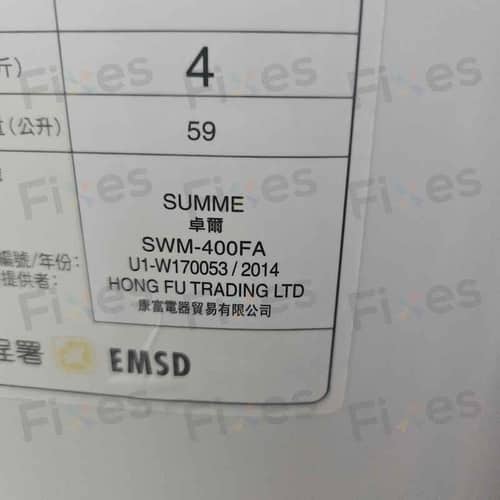 斤)
4
(公升)
59
SUMME
卓爾
SWM-400FA
編號/年份:
U1-W170053 / 2014
提供者:
HONG FU TRADING LTD
康富電器貿易有限公司
署 EMSD
Fixes